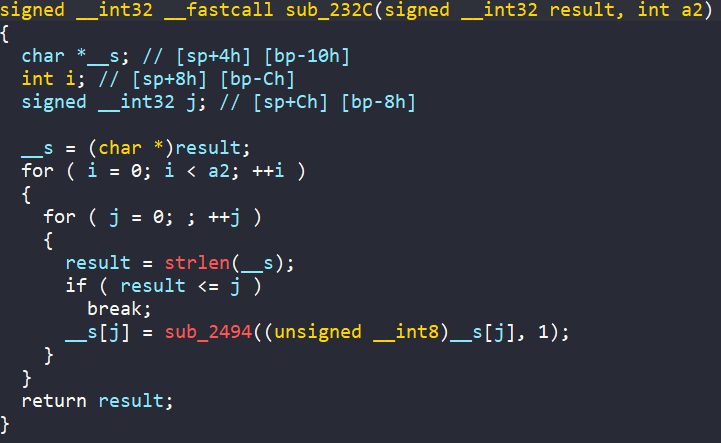 signed __int32 __fastcall sub_232C(signed __int32 result, int a2)
{
  char *__s; // [sp+4h] [bp-10h]
  int i; // [sp+8h] [bp-Ch]
  signed __int32 j; // [sp+Ch] [bp-8h]

  __s = (char *)result;
  for ( i = 0; i < a2; ++i )
  {
    for ( j = 0; ; ++j )
    {
      result = strlen(__s);
      if ( result <= j )
        break;
      __s[j] = sub_2494((unsigned __int8)__s[j], 1);
    }
  }
  return result;
}